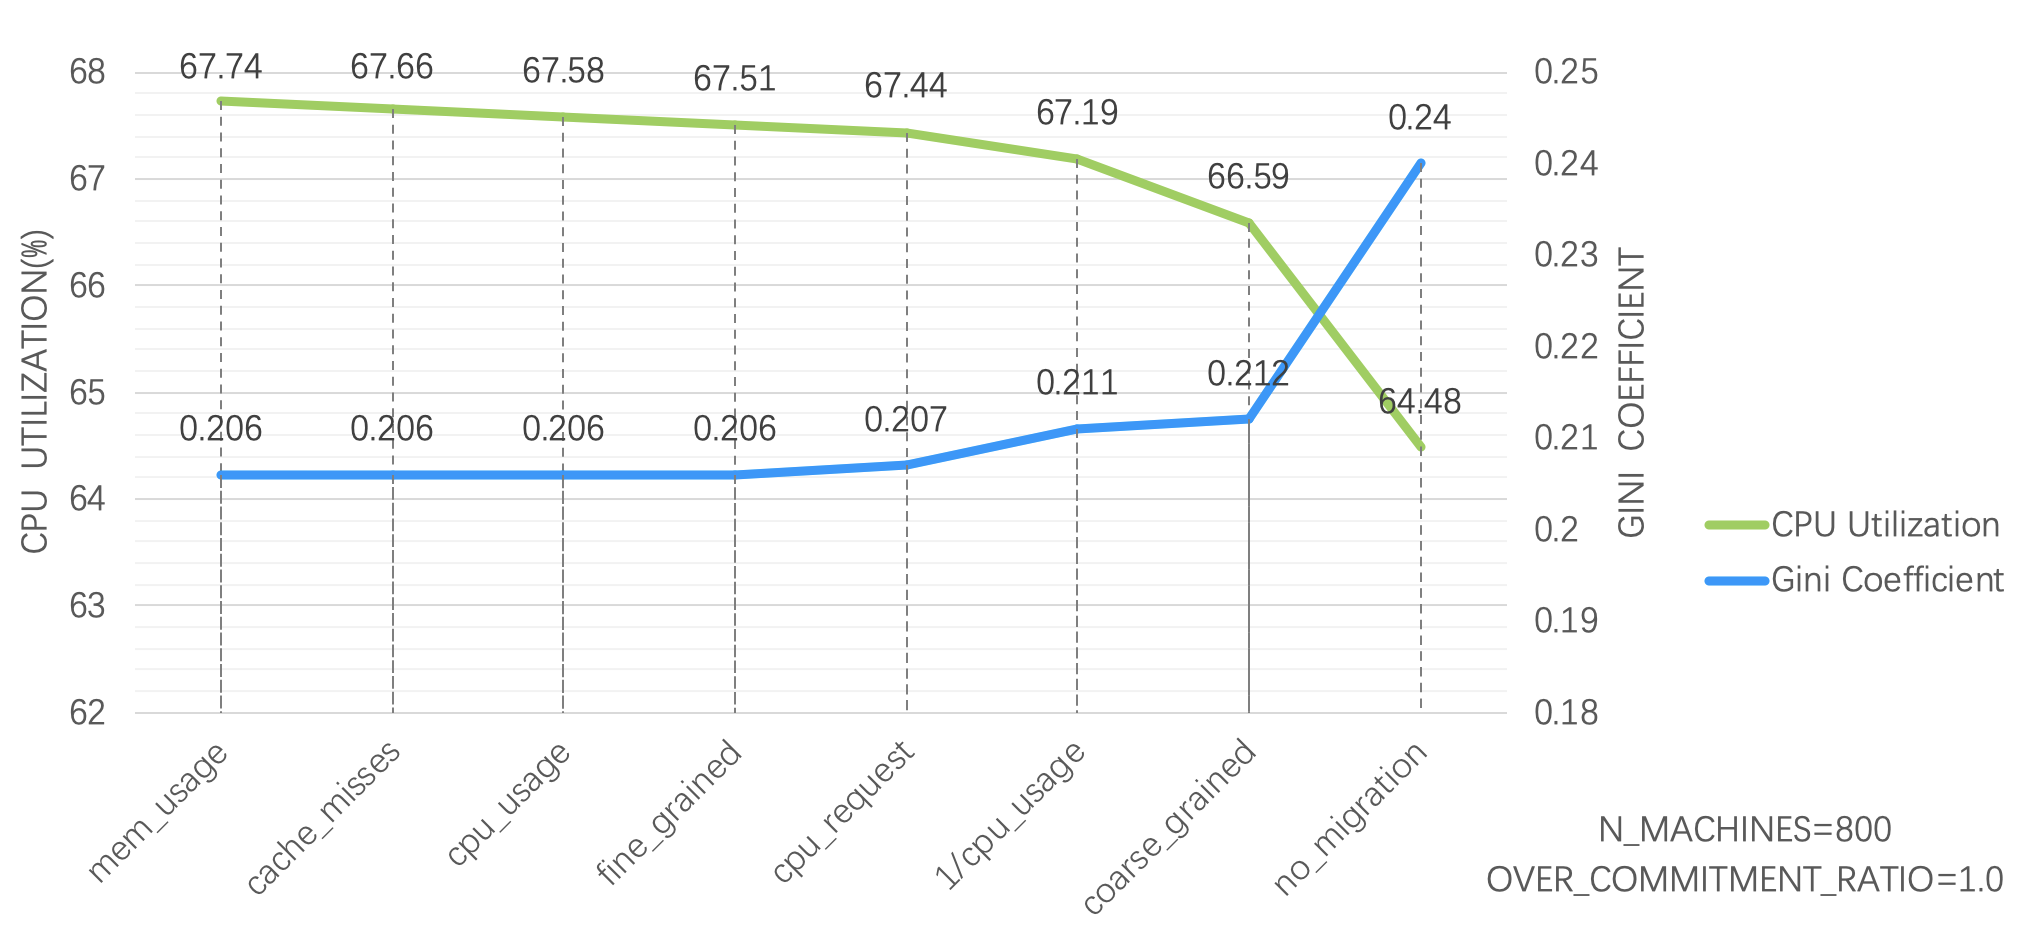 67.74 67.66 67.58 67.51 67.44 67.19 66.59 64.48
0.206 0.206 0.206 0.206 0.207 0.211 0.212 0.24
68
67
66
65
64
63
62
CPU UTILIZATION(%)
0.25
0.24
0.23
0.22
0.21
0.2
0.19
0.18
GINI COEFFICIENT
mem_usage
cache_misses
cpu_usage
fine_grained
cpu_request
1/cpu_usage
coarse_grained
no_migration
CPU Utilization
Gini Coefficient
N_MACHINES=800
OVER_COMMITMENT_RATIO=1.0